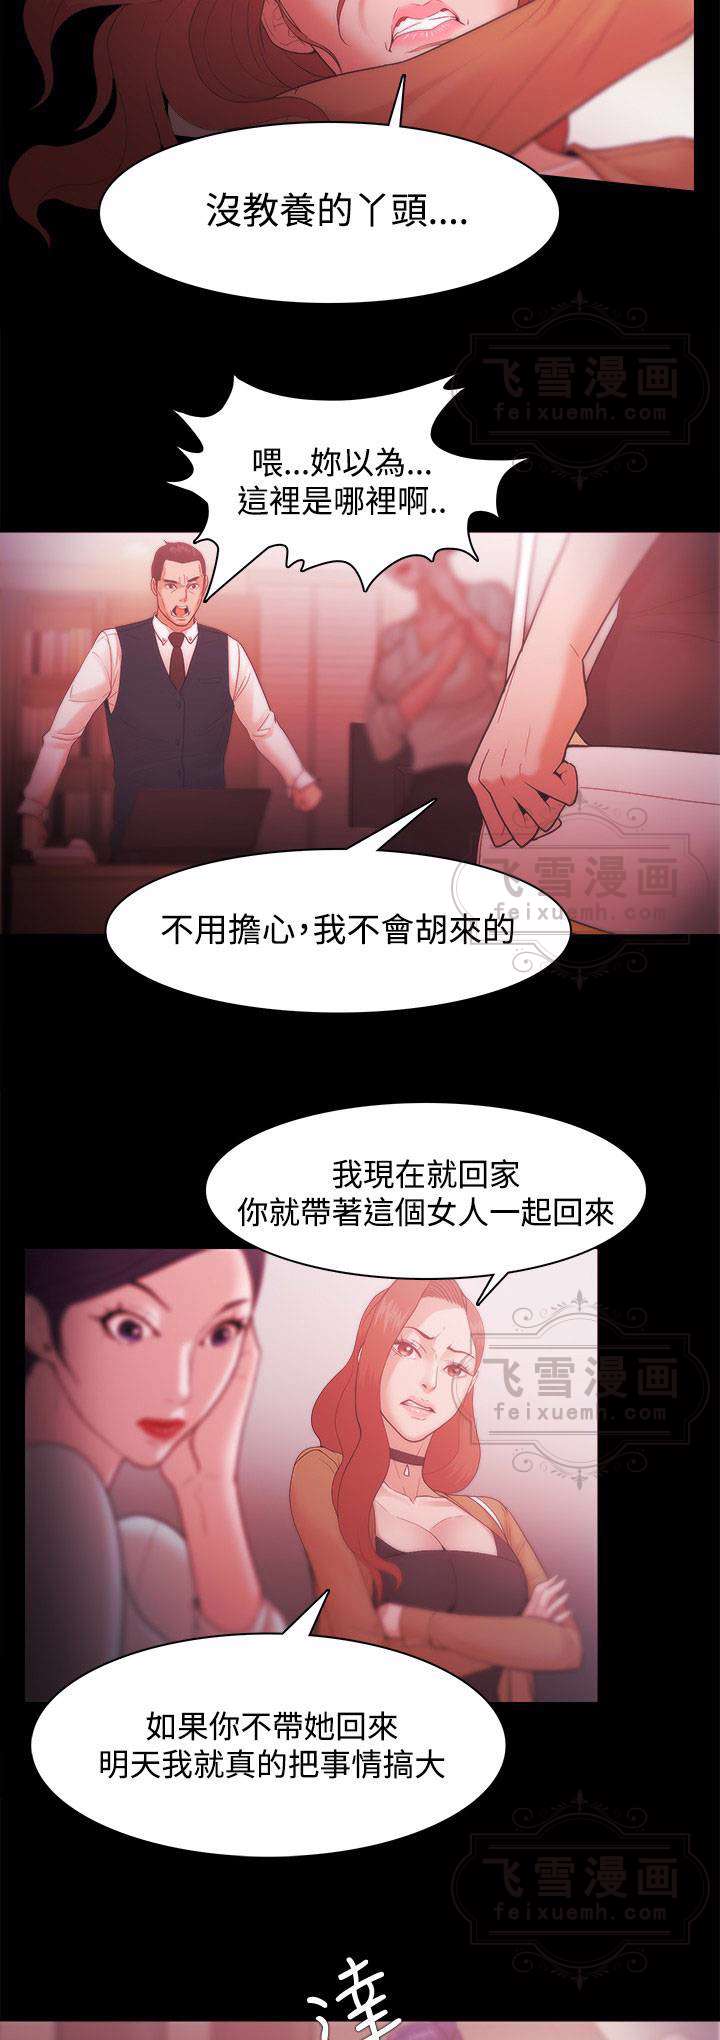 沒教養的丫頭....
飞雪漫画
feixuemh.com
喂...妳以為...
這裡是哪裡啊..
飞雪漫画
feixuemh.com
不用擔心，我不會胡來的
我現在就回家
你就帶著這個女人一起回來
飞雪漫画
feixuemh.com
如果你不帶她回來
明天我就真的把事情搞大
飞雪漫画
feixuemh.com
達